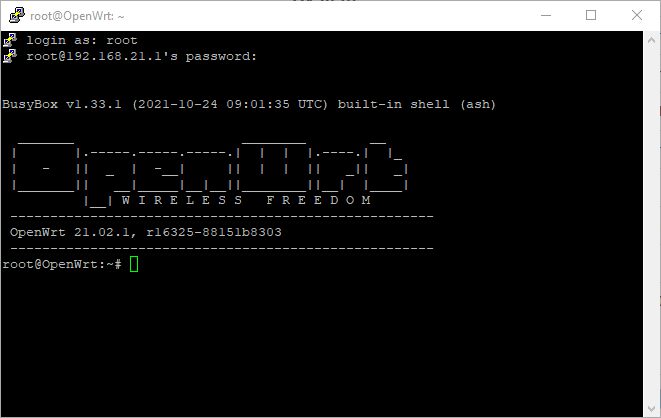 root@OpenWrt: ~
login as: root
root@192.168.21.1's password:
BusyBox v1.33.1 (2021-10-24 09:01:35 UTC) built-in shell (ash)
OpenWrt
W I R E L E S S   F R E E D O M
-----------------------------------------------------
OpenWrt 21.02.1, r16325-88151b8303
-----------------------------------------------------
root@OpenWrt:~#